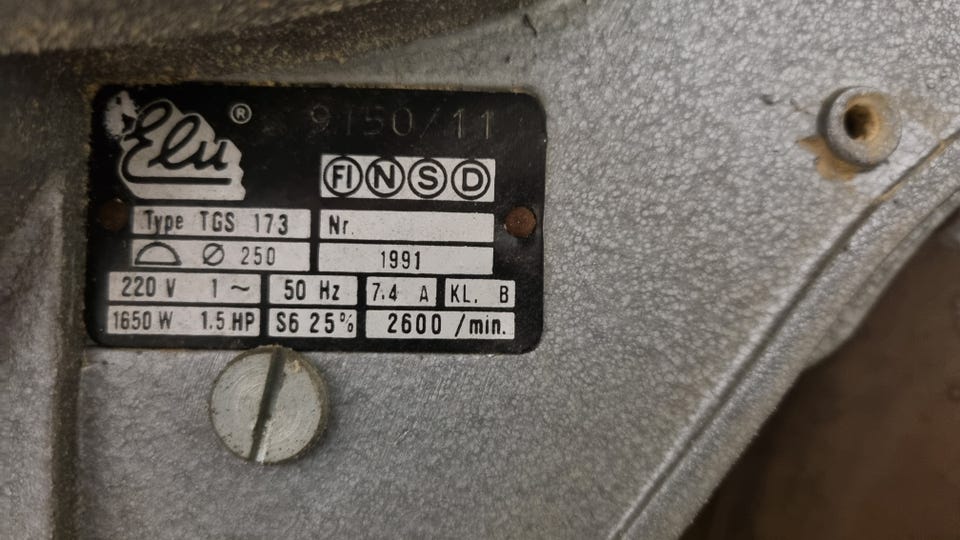 Elu ® 9150/11
FI N S D
Type TGS 173 Nr.
Ø 250 1991
220 V 1 ~ 50 Hz 7.4 A KL. B
1650 W 1.5 HP S6 25% 2600 /min.